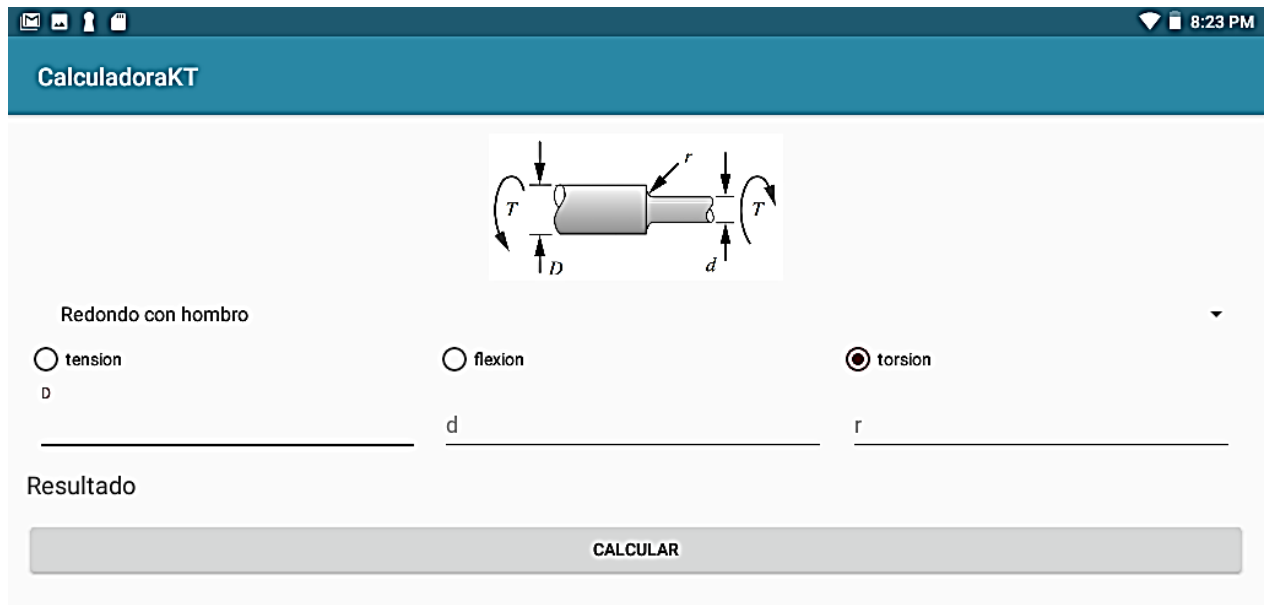 8:23 PM
CalculadoraKT
r
T
T
D
d
Redondo con hombro
tension flexion torsion
D
d r
Resultado
CALCULAR